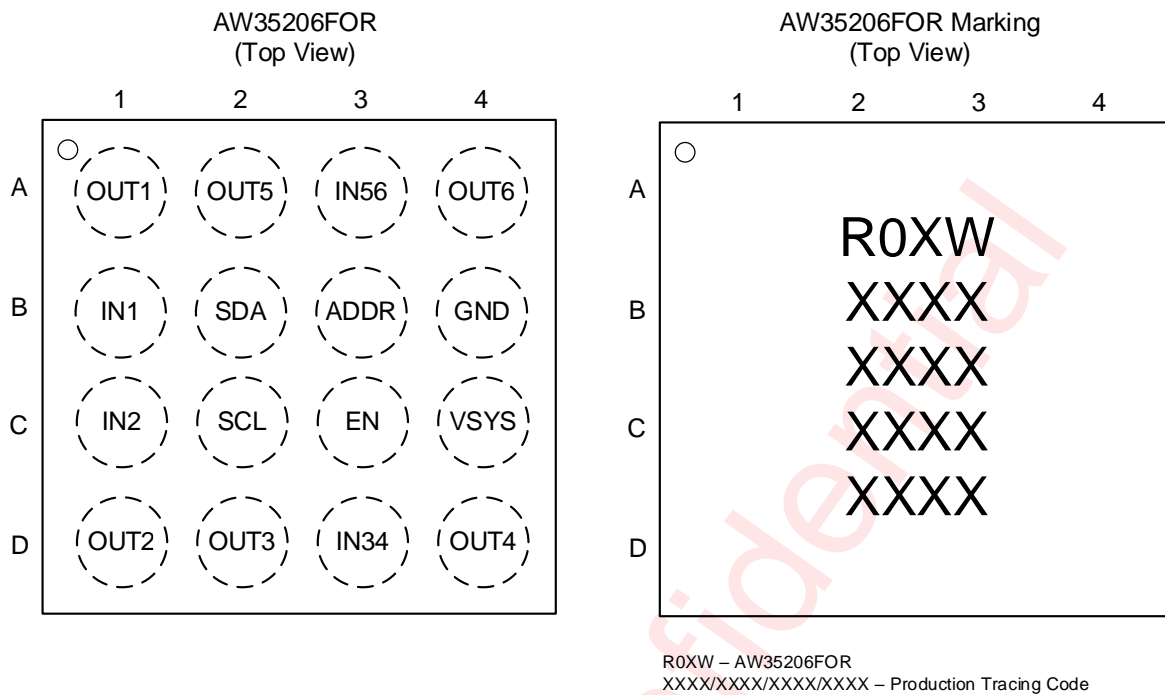 AW35206FOR
(Top View)
1 2 3 4
A OUT1 OUT5 IN56 OUT6
B IN1 SDA ADDR GND
C IN2 SCL EN VSYS
D OUT2 OUT3 IN34 OUT4
AW35206FOR Marking
(Top View)
1 2 3 4
A
R0XW
B XXXX
XXXX
C XXXX
XXXX
D
R0XW – AW35206FOR
XXXX/XXXX/XXXX/XXXX – Production Tracing Code
fidential